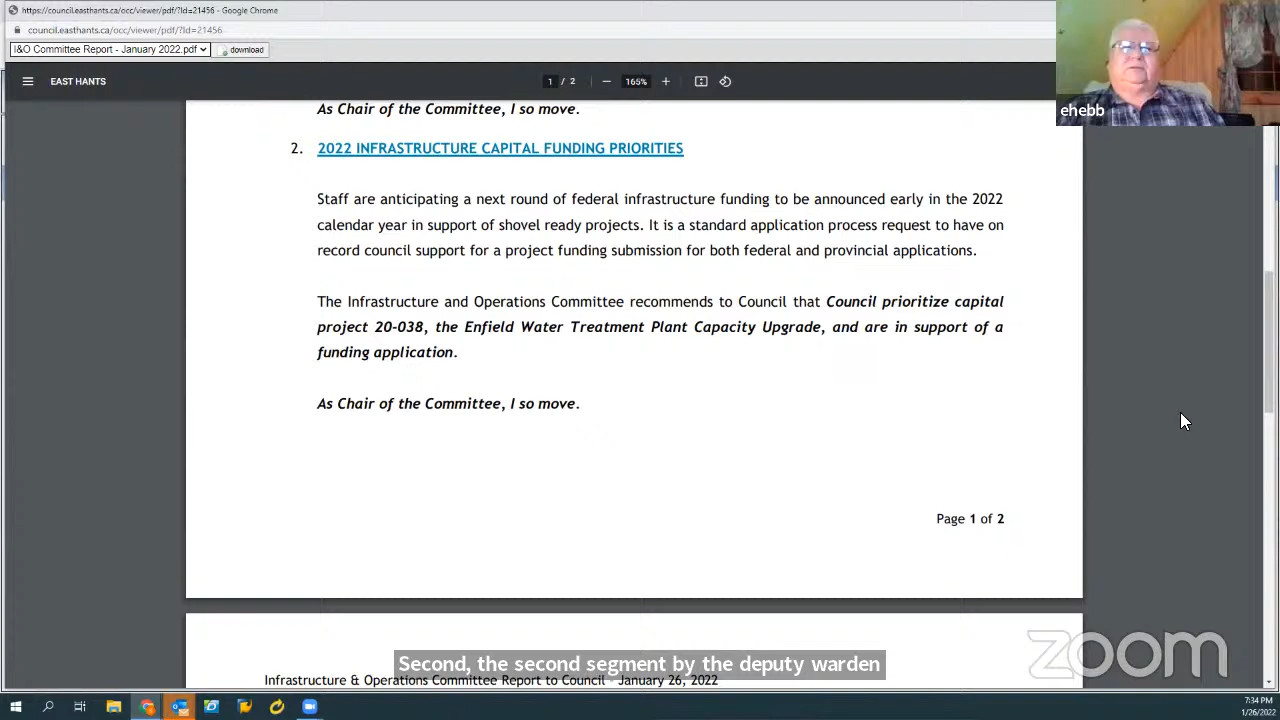 https://council.easthants.ca/occ/viewer/pdf/?Id=21456 - Google Chrome
council.easthants.ca/occ/viewer/pdf/?Id=21456
I&O Committee Report - January 2022.pdf download
EAST HANTS 1 / 2 165%
ehebb
As Chair of the Committee, I so move.
2. 2022 INFRASTRUCTURE CAPITAL FUNDING PRIORITIES
Staff are anticipating a next round of federal infrastructure funding to be announced early in the 2022
calendar year in support of shovel ready projects. It is a standard application process request to have on
record council support for a project funding submission for both federal and provincial applications.
The Infrastructure and Operations Committee recommends to Council that Council prioritize capital
project 20-038, the Enfield Water Treatment Plant Capacity Upgrade, and are in support of a
funding application.
As Chair of the Committee, I so move.
Page 1 of 2
zoom
Second, the second segment by the deputy warden
Infrastructure & Operations Committee Report to Council - January 26, 2022
7:34 PM
1/26/2022